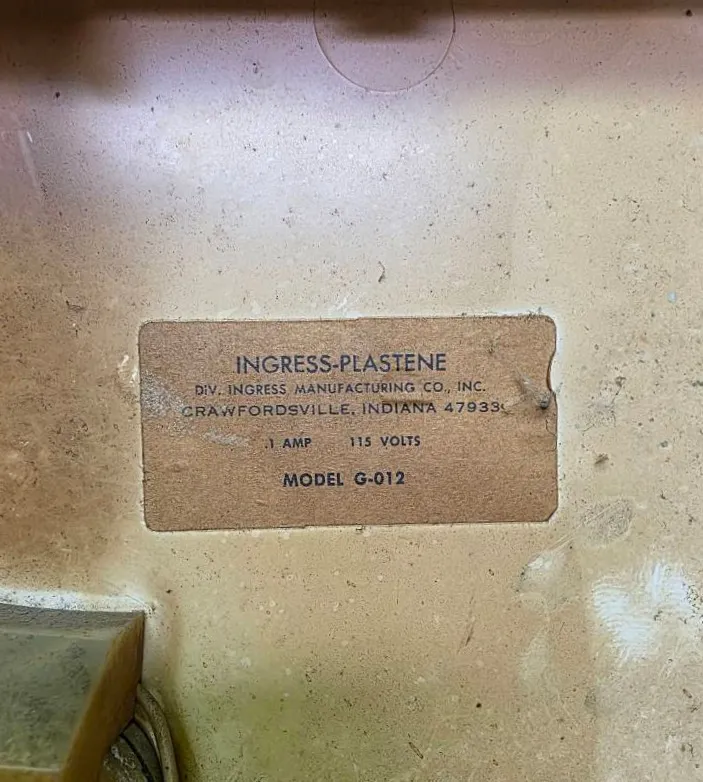 INGRESS-PLASTENE
DIV. INGRESS MANUFACTURING CO., INC.
CRAWFORDSVILLE, INDIANA 47933
.1 AMP 115 VOLTS
MODEL G-012